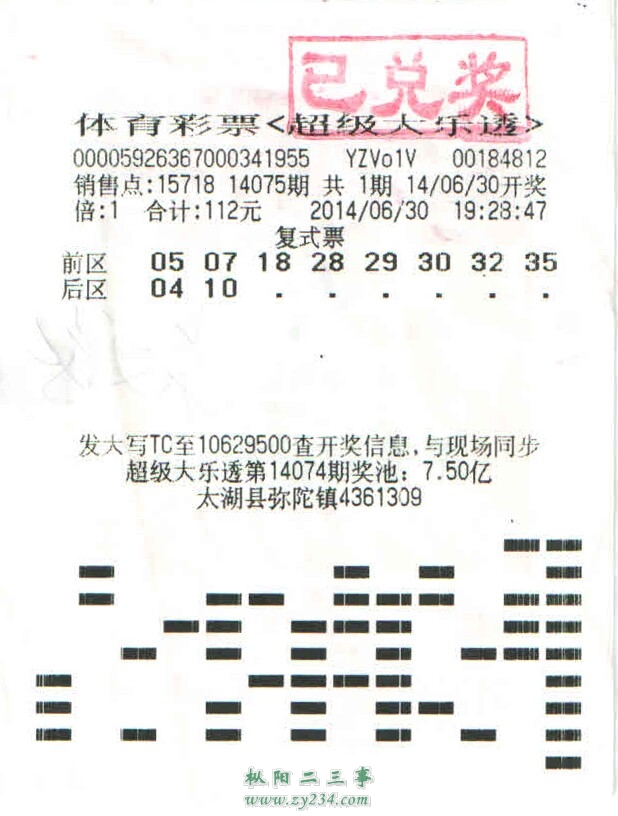 已兑奖
体育彩票<超级大乐透>
000059263670003​41955 YZVo1V 00184812
销售点:15718 14075期 共 1期 14/06/30开奖
倍:1 合计:112元 2014/06/30 19:28:47
复式票
前区 05 07 18 28 29 30 32 35
后区 04 10 . . . . . .
发大写TC至10629500查开奖信息,与现场同步
超级大乐透第14074期奖池: 7.50亿
太湖县弥陀镇4361309
枞阳二三事
www.zy234.com